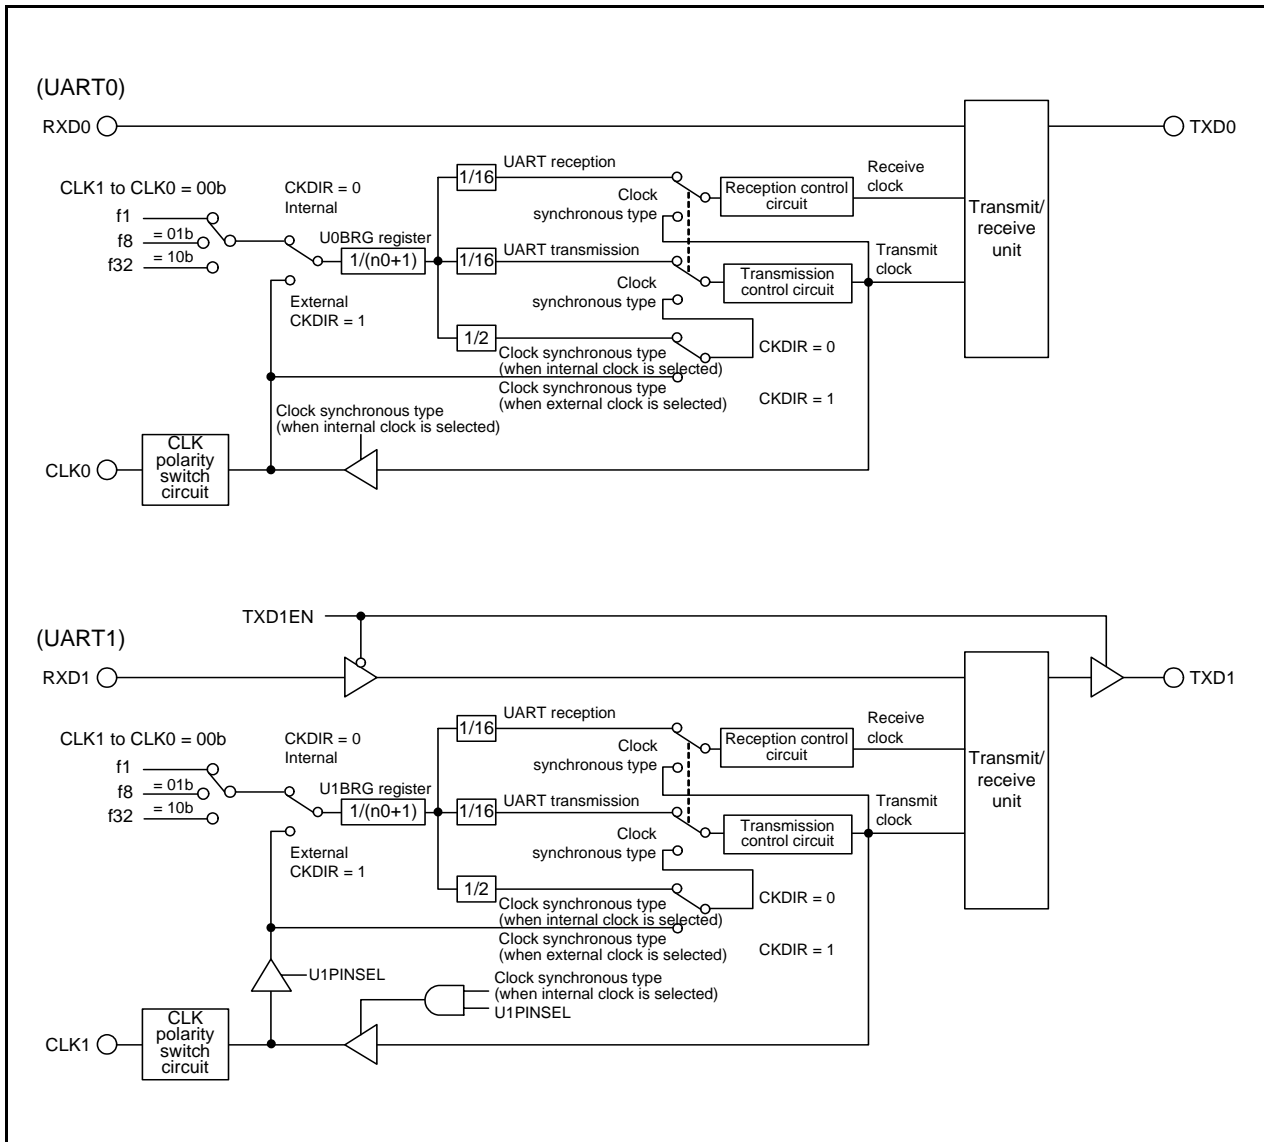 (UART0)
RXD0
TXD0
UART reception
1/16
Receive
clock
CLK1 to CLK0 = 00b
CKDIR = 0
Internal
Clock
synchronous type
Reception control
circuit
Transmit/
receive
unit
f1
f8
= 01b
f32
= 10b
U0BRG register
1/(n0+1)
1/16
UART transmission
Transmit
clock
Clock
synchronous type
Transmission
control circuit
External
CKDIR = 1
1/2
Clock synchronous type
(when internal clock is selected)
CKDIR = 0
Clock synchronous type
(when external clock is selected)
CKDIR = 1
Clock synchronous type
(when internal clock is selected)
CLK0
CLK
polarity
switch
circuit
TXD1EN
(UART1)
RXD1
TXD1
UART reception
1/16
Receive
clock
CLK1 to CLK0 = 00b
CKDIR = 0
Internal
Clock
synchronous type
Reception control
circuit
Transmit/
receive
unit
f1
f8
= 01b
f32
= 10b
U1BRG register
1/(n0+1)
1/16
UART transmission
Transmit
clock
Clock
synchronous type
Transmission
control circuit
External
CKDIR = 1
1/2
Clock synchronous type
(when internal clock is selected)
CKDIR = 0
Clock synchronous type
(when external clock is selected)
CKDIR = 1
U1PINSEL
Clock synchronous type
(when internal clock is selected)
U1PINSEL
CLK1
CLK
polarity
switch
circuit